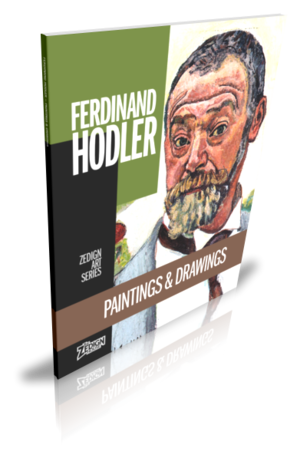 FERDINAND
HODLER
ZEDIGN
ART
SERIES
PAINTINGS & DRAWINGS
ZEDIGN